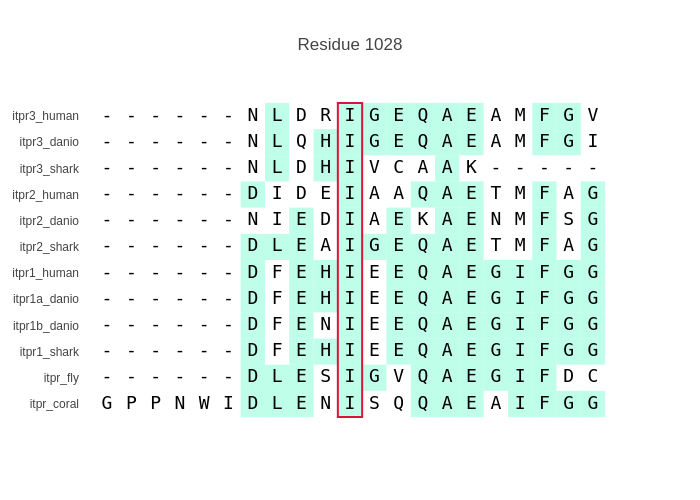 Residue 1028
itpr3_human - - - - - - N L D R I G E Q A E A M F G V
itpr3_danio - - - - - - N L Q H I G E Q A E A M F G I
itpr3_shark - - - - - - N L D H I V C A A K - - - - -
itpr2_human - - - - - - D I D E I A A Q A E T M F A G
itpr2_danio - - - - - - N I E D I A E K A E N M F S G
itpr2_shark - - - - - - D L E A I G E Q A E T M F A G
itpr1_human - - - - - - D F E H I E E Q A E G I F G G
itpr1a_danio - - - - - - D F E H I E E Q A E G I F G G
itpr1b_danio - - - - - - D F E N I E E Q A E G I F G G
itpr1_shark - - - - - - D F E H I E E Q A E G I F G G
itpr_fly - - - - - - D L E S I G V Q A E G I F D C
itpr_coral G P P N W I D L E N I S Q Q A E A I F G G